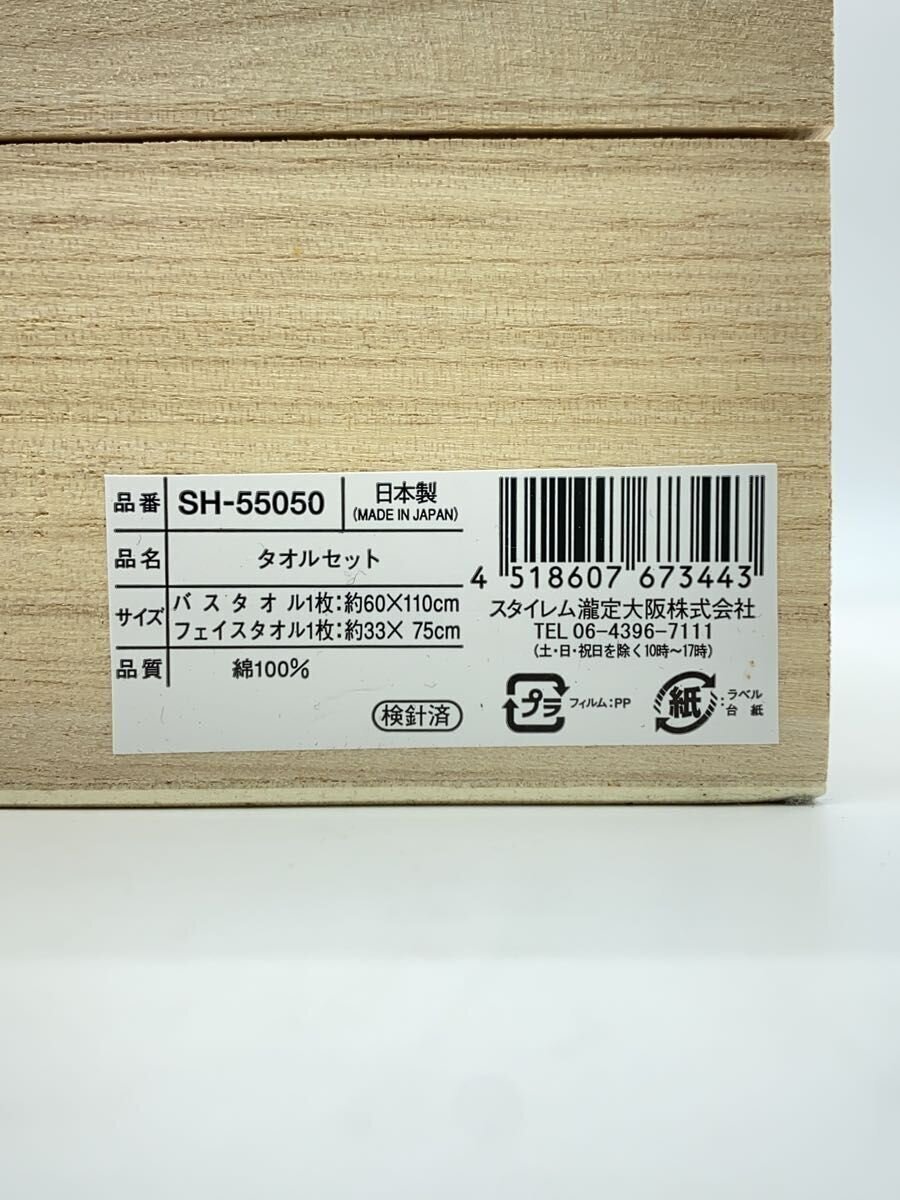 品番 SH-55050 日本製
(MADE IN JAPAN)
品名 タオルセット
サイズ バスタオル1枚:約60×110cm
フェイスタオル1枚:約33×75cm
品質 綿100%
検針済
4 518607 673443
スタイレム瀧定大阪株式会社
TEL 06-4396-7111
(土・日・祝日を除く10時~17時)
プラ フィルム:PP
紙 :ラベル
台紙